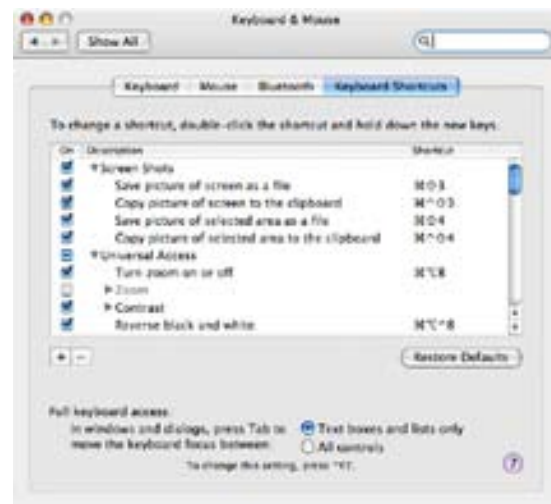 Keyboard & Mouse
Show All
Keyboard Mouse Bluetooth Keyboard Shortcuts
To change a shortcut, double-click the shortcut and hold down the new keys.
On Description Shortcut
Screen Shots
Save picture of screen as a file ⌘⇧3
Copy picture of screen to the clipboard ⌘^⇧3
Save picture of selected area as a file ⌘⇧4
Copy picture of selected area to the clipboard ⌘^⇧4
Universal Access
Turn zoom on or off ⌘⌥8
Zoom
Contrast
Reverse black and white ⌘⌥^8
+ - Restore Defaults
Full keyboard access:
In windows and dialogs, press Tab to
move the keyboard focus between:
Text boxes and lists only
All controls
To change this setting, press ^F7.
?